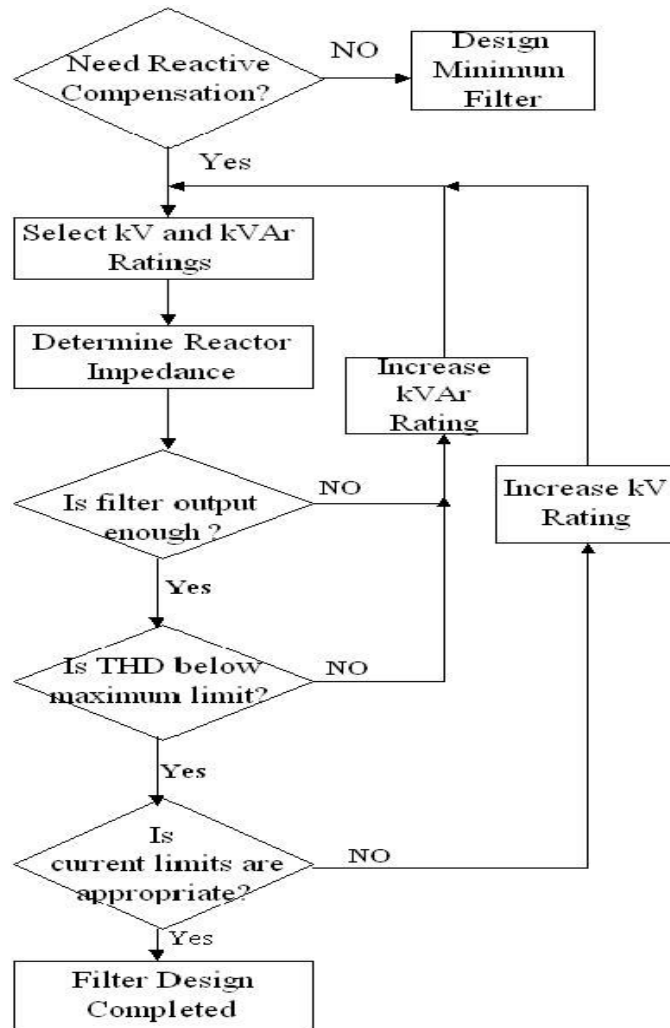 Need Reactive
Compensation?
NO
Design
Minimum
Filter
Yes
Select kV and kVAr
Ratings
Determine Reactor
Impedance
Increase
kVAr
Rating
Is filter output
enough ?
NO
Increase kV
Rating
Yes
Is THD below
maximum limit?
NO
Yes
Is
current limits are
appropriate?
NO
Yes
Filter Design
Completed